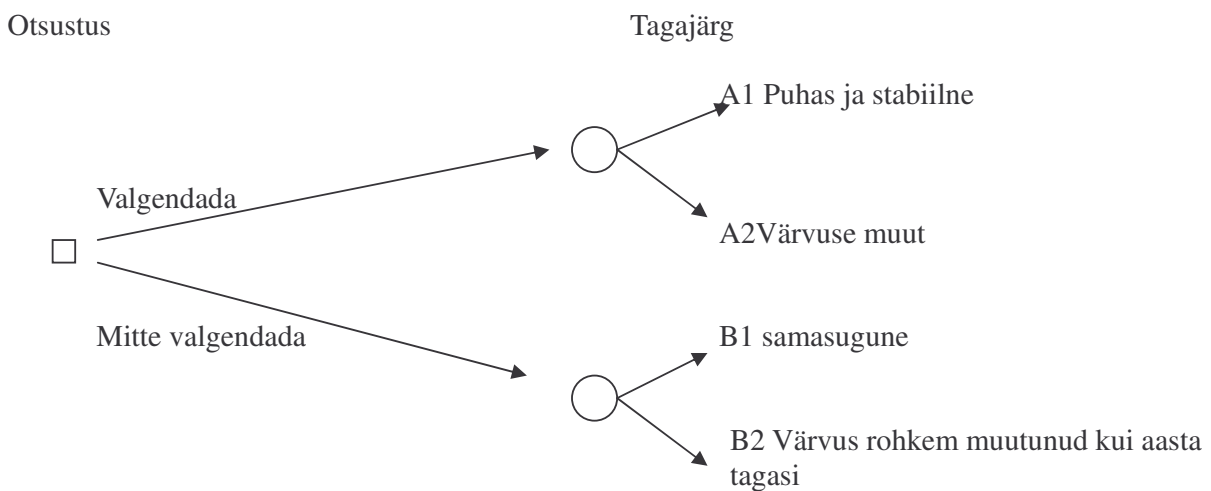 Otsustus
Tagajärg
A1 Puhas ja stabiilne
Valgendada
A2Värvuse muut
Mitte valgendada
B1 samasugune
B2 Värvus rohkem muutunud kui aasta
tagasi